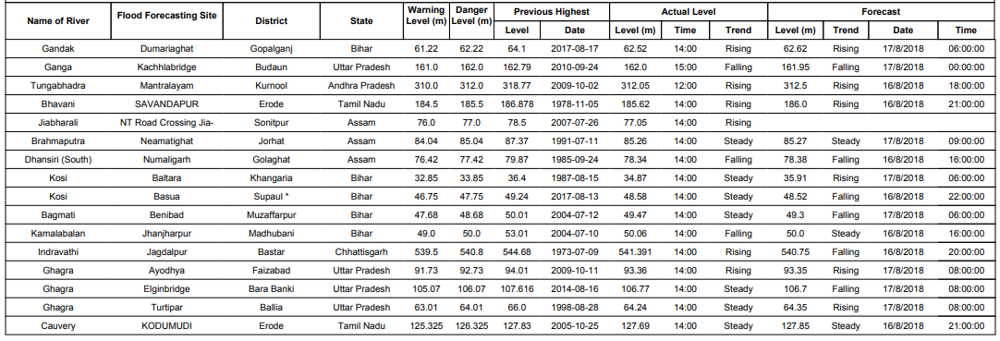 Name of River Flood Forecasting Site District State Warning Level (m) Danger Level (m) Previous Highest Actual Level Forecast
Level Date Level (m) Time Trend Level (m) Trend Date Time
Gandak Dumariaghat Gopalganj Bihar 61.22 62.22 64.1 2017-08-17 62.52 14:00 Rising 62.62 Rising 17/8/2018 06:00:00
Ganga Kachhlabridge Budaun Uttar Pradesh 161.0 162.0 162.79 2010-09-24 162.0 15:00 Falling 161.95 Falling 17/8/2018 00:00:00
Tungabhadra Mantralayam Kurnool Andhra Pradesh 310.0 312.0 318.77 2009-10-02 312.05 12:00 Rising 312.5 Rising 16/8/2018 18:00:00
Bhavani SAVANDAPUR Erode Tamil Nadu 184.5 185.5 186.878 1978-11-05 185.62 14:00 Rising 185.9 Rising 16/8/2018 21:00:00
Jiabharali NT Road Crossing Jia- Sonitpur Assam 76.0 77.0 78.5 2007-07-26 77.05 14:00 Rising
Brahmaputra Neamatighat Jorhat Assam 84.04 85.04 87.37 1991-07-11 85.26 14:00 Steady 85.27 Steady 17/8/2018 09:00:00
Dhansiri (South) Numaligarh Golaghat Assam 76.42 77.42 79.87 1985-09-24 78.34 14:00 Falling 78.38 Falling 16/8/2018 16:00:00
Kosi Baltara Khangaria Bihar 32.85 33.85 36.4 1987-08-15 34.87 14:00 Steady 35.91 Rising 17/8/2018 06:00:00
Kosi Basua Supaul * Bihar 46.75 47.75 49.24 2017-08-13 48.58 14:00 Steady 48.52 Falling 16/8/2018 22:00:00
Bagmati Benibad Muzaffarpur Bihar 47.68 48.68 50.01 2004-07-12 49.47 14:00 Steady 49.3 Falling 17/8/2018 06:00:00
Kamalabalan Jhanjharpur Madhubani Bihar 49.0 50.0 53.01 2004-07-10 50.06 14:00 Falling 50.0 Steady 16/8/2018 16:00:00
Indravathi Jagdalpur Bastar Chhattisgarh 539.5 540.8 544.68 1973-07-09 541.391 14:00 Rising 540.75 Falling 16/8/2018 20:00:00
Ghagra Ayodhya Faizabad Uttar Pradesh 91.73 92.73 94.01 2009-10-11 93.36 14:00 Rising 93.35 Rising 17/8/2018 08:00:00
Ghagra Elginbridge Bara Banki Uttar Pradesh 105.07 106.07 107.616 2014-08-16 106.77 14:00 Steady 106.7 Falling 17/8/2018 08:00:00
Ghagra Turtipar Ballia Uttar Pradesh 63.01 64.01 66.0 1998-08-28 64.24 14:00 Steady 64.35 Rising 17/8/2018 08:00:00
Cauvery KODUMUDI Erode Tamil Nadu 125.325 126.325 127.83 2005-10-25 127.69 14:00 Steady 127.85 Steady 16/8/2018 21:00:00